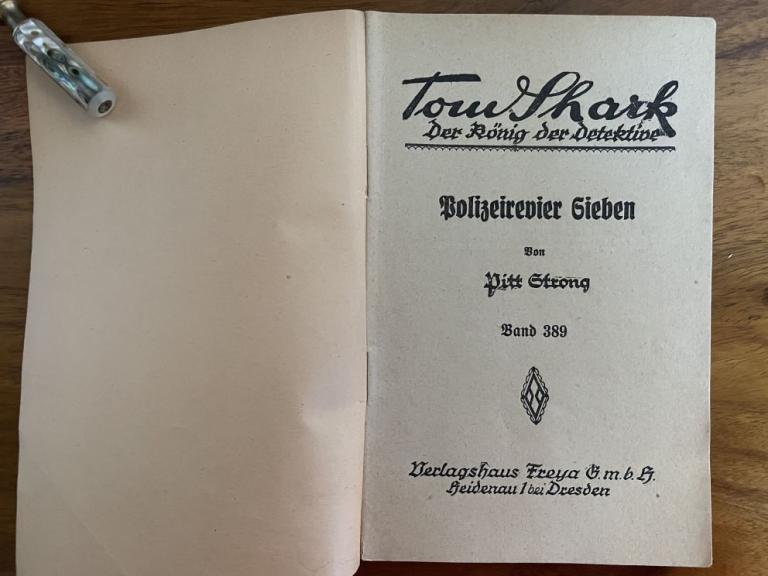 Tom Shark
Der König der Detektive
Polizeirevier Sieben
Von
Pitt Strong
Band 389
Verlagshaus Freya G.m.b.H.
Heidenau 1 bei Dresden